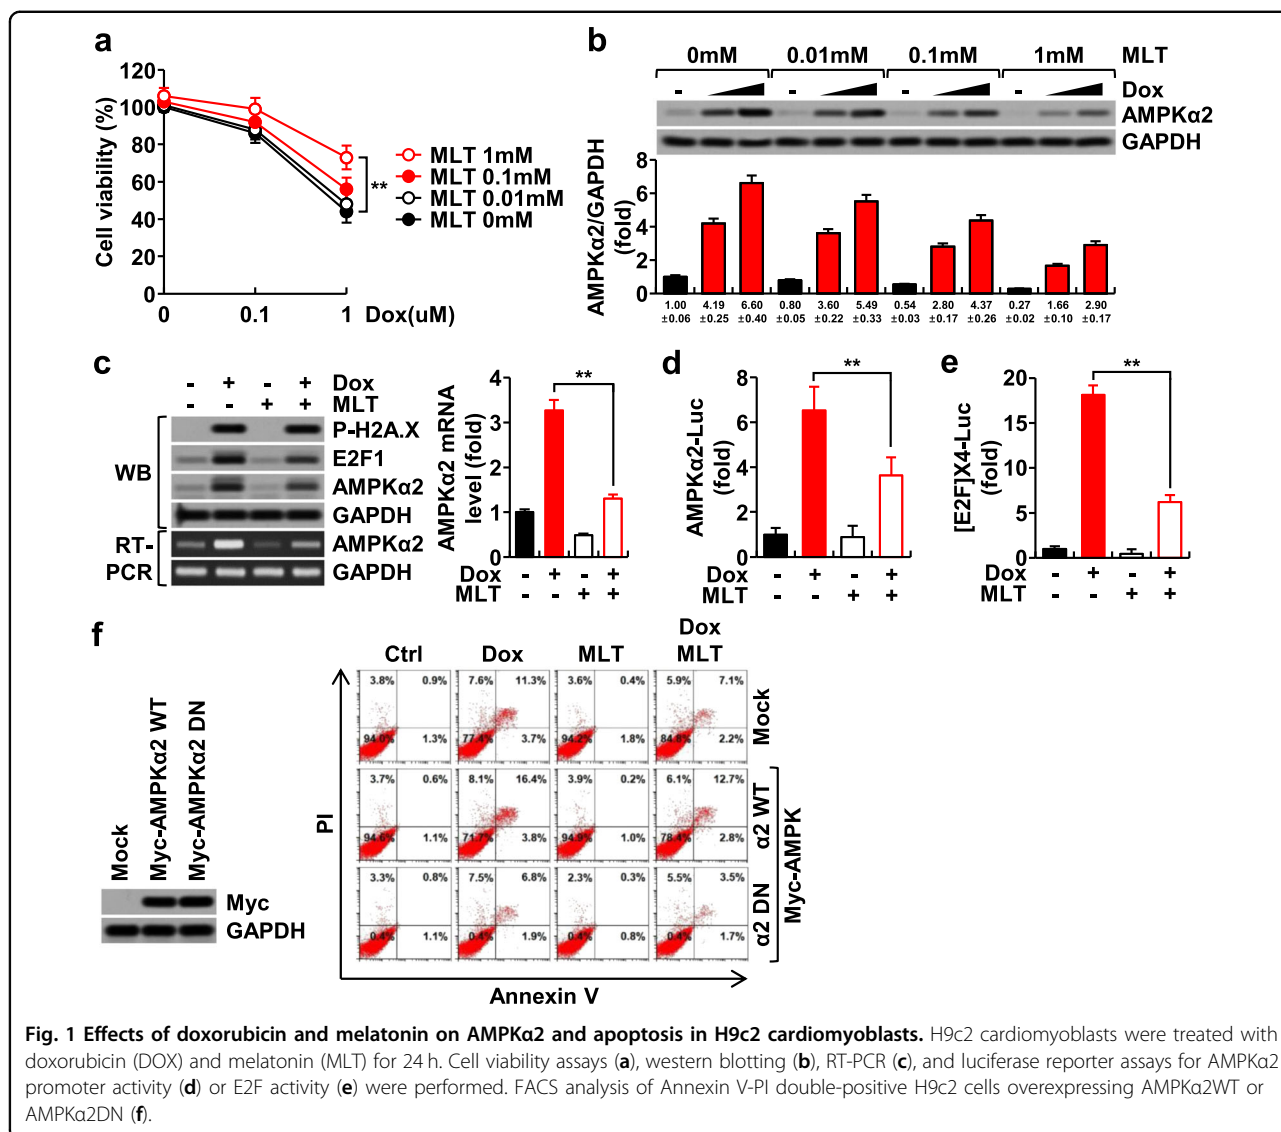 a
120
100
80
60
40
20
0
Cell viability (%)
0 0.1 1 Dox(uM)
MLT 1mM
MLT 0.1mM
MLT 0.01mM
MLT 0mM
**
b
0mM 0.01mM 0.1mM 1mM MLT
- - - - Dox
AMPKα2
GAPDH
8
6
4
2
0
AMPKα2/GAPDH
(fold)
1.00 4.19 6.60 0.80 3.60 5.49 0.54 2.80 4.37 0.27 1.66 2.90
±0.06 ±0.25 ±0.40 ±0.05 ±0.22 ±0.33 ±0.03 ±0.17 ±0.26 ±0.02 ±0.10 ±0.17
c
- + - + Dox
- - + + MLT
WB
P-H2A.X
E2F1
AMPKα2
GAPDH
RT-
PCR
AMPKα2
GAPDH
AMPKα2 mRNA
level (fold)
4
3
2
1
0
**
Dox - + - +
MLT - - + +
d
AMPKα2-Luc
(fold)
8
6
4
2
0
**
Dox - + - +
MLT - - + +
e
[E2F]X4-Luc
(fold)
20
15
10
5
0
**
Dox - + - +
MLT - - + +
f
Mock
Myc-AMPKα2 WT
Myc-AMPKα2 DN
Myc
GAPDH
Dox
Ctrl Dox MLT MLT
3.8% 0.9% 7.6% 11.3% 3.6% 0.4% 5.9% 7.1%
94.0% 1.3% 77.4% 3.7% 94.2% 1.8% 84.8% 2.2%
Mock
3.7% 0.6% 8.1% 16.4% 3.9% 0.2% 6.1% 12.7%
94.6% 1.1% 71.7% 3.8% 94.9% 1.0% 78.4% 2.8%
α2 WT
3.3% 0.8% 7.5% 6.8% 2.3% 0.3% 5.5% 3.5%
0.4% 1.1% 0.4% 1.9% 0.4% 0.8% 0.4% 1.7%
α2 DN
Myc-AMPK
PI
Annexin V
Fig. 1 Effects of doxorubicin and melatonin on AMPKα2 and apoptosis in H9c2 cardiomyoblasts. H9c2 cardiomyoblasts were treated with
doxorubicin (DOX) and melatonin (MLT) for 24 h. Cell viability assays (a), western blotting (b), RT-PCR (c), and luciferase reporter assays for AMPKα2
promoter activity (d) or E2F activity (e) were performed. FACS analysis of Annexin V-PI double-positive H9c2 cells overexpressing AMPKα2WT or
AMPKα2DN (f).